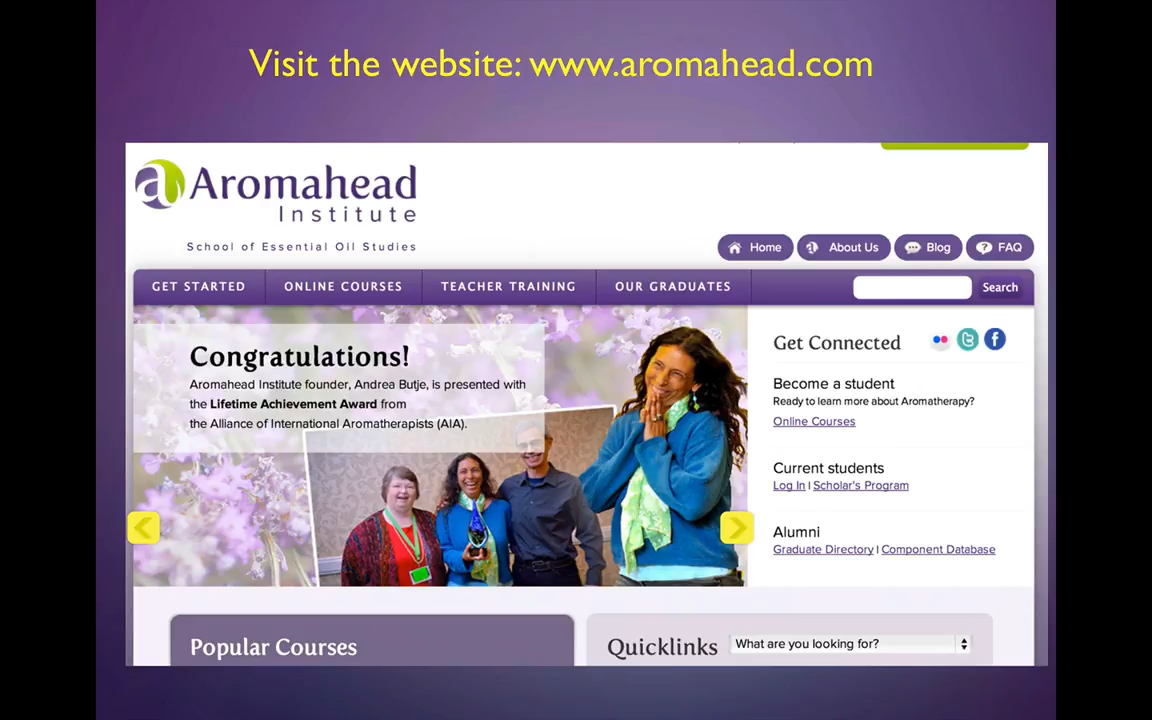 Visit the website: www.aromahead.com
Aromahead
Institute
School of Essential Oil Studies
Home
About Us
Blog
FAQ
GET STARTED
ONLINE COURSES
TEACHER TRAINING
OUR GRADUATES
Search
Congratulations!
Aromahead Institute founder, Andrea Butje, is presented with
the Lifetime Achievement Award from
the Alliance of International Aromatherapists (AIA).
Get Connected
Become a student
Ready to learn more about Aromatherapy?
Online Courses
Current students
Log In | Scholar's Program
Alumni
Graduate Directory | Component Database
Popular Courses
Quicklinks
What are you looking for?